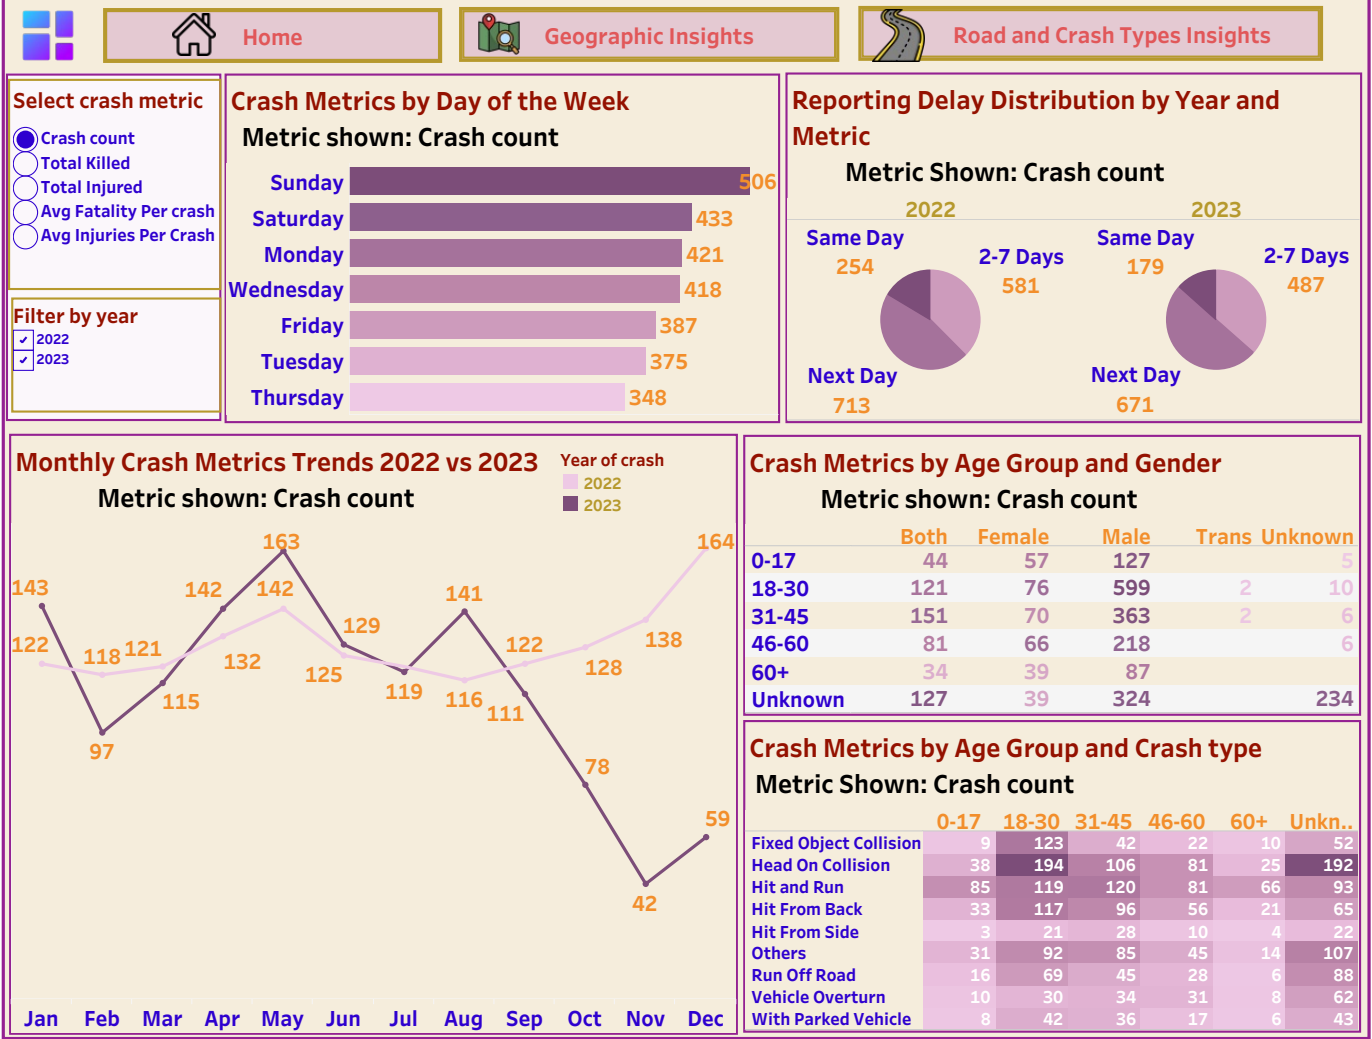 Home
Geographic Insights
Road and Crash Types Insights
Select crash metric
Crash count
Total Killed
Total Injured
Avg Fatality Per crash
Avg Injuries Per Crash
Filter by year
2022
2023
Crash Metrics by Day of the Week
Metric shown: Crash count
Sunday 506
Saturday 433
Monday 421
Wednesday 418
Friday 387
Tuesday 375
Thursday 348
Reporting Delay Distribution by Year and
Metric
Metric Shown: Crash count
2022 2023
Same Day
254
2-7 Days
581
Next Day
713
Same Day
179
2-7 Days
487
Next Day
671
Monthly Crash Metrics Trends 2022 vs 2023
Metric shown: Crash count
Year of crash
2022
2023
163 164
143 142 142 141
122 118 121 132 129 125 122 128 138
115 119 116 111
97
78
59
42
Jan Feb Mar Apr May Jun Jul Aug Sep Oct Nov Dec
Crash Metrics by Age Group and Gender
Metric shown: Crash count
Both Female Male Trans Unknown
0-17 44 57 127 5
18-30 121 76 599 2 10
31-45 151 70 363 2 6
46-60 81 66 218 6
60+ 34 39 87
Unknown 127 39 324 234
Crash Metrics by Age Group and Crash type
Metric Shown: Crash count
0-17 18-30 31-45 46-60 60+ Unkn..
Fixed Object Collision 9 123 42 22 10 52
Head On Collision 38 194 106 81 25 192
Hit and Run 85 119 120 81 66 93
Hit From Back 33 117 96 56 21 65
Hit From Side 3 21 28 10 4 22
Others 31 92 85 45 14 107
Run Off Road 16 69 45 28 6 88
Vehicle Overturn 10 30 34 31 8 62
With Parked Vehicle 8 42 36 17 6 43